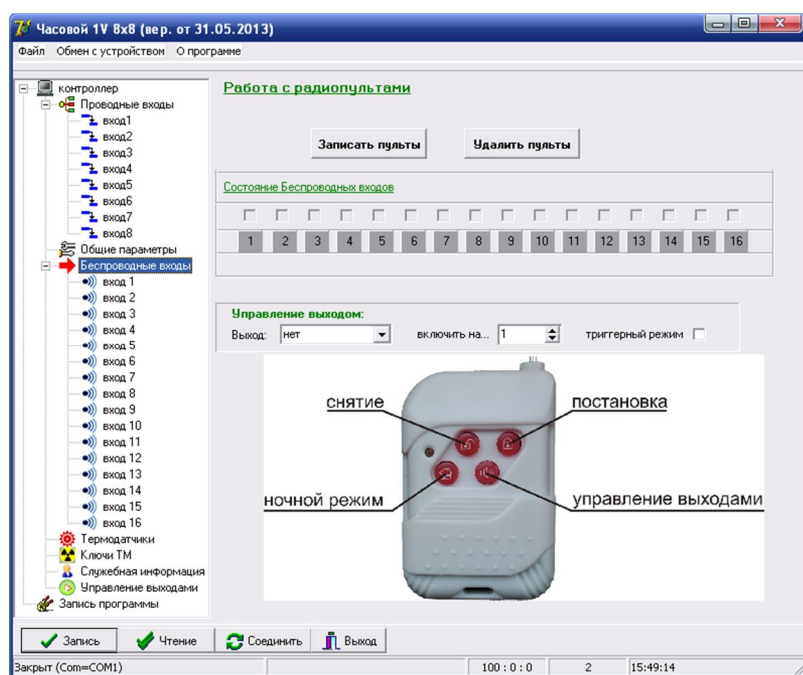 Часовой 1V 8x8 (вер. от 31.05.2013)
Файл Обмен с устройством О программе
контроллер
Проводные входы
вход1
вход2
вход3
вход4
вход5
вход6
вход7
вход8
Общие параметры
Беспроводные входы
вход 1
вход 2
вход 3
вход 4
вход 5
вход 6
вход 7
вход 8
вход 9
вход 10
вход 11
вход 12
вход 13
вход 14
вход 15
вход 16
Термодатчики
Ключи ТМ
Служебная информация
Управление выходами
Запись программы
Работа с радиопультами
Записать пульты Удалить пульты
Состояние Беспроводных входов
1 2 3 4 5 6 7 8 9 10 11 12 13 14 15 16
Управление выходом:
Выход: нет включить на... 1 триггерный режим
снятие постановка
ночной режим управление выходами
Запись Чтение Соединить Выход
Закрыт (Com=COM1) 100 : 0 : 0 2 15:49:14